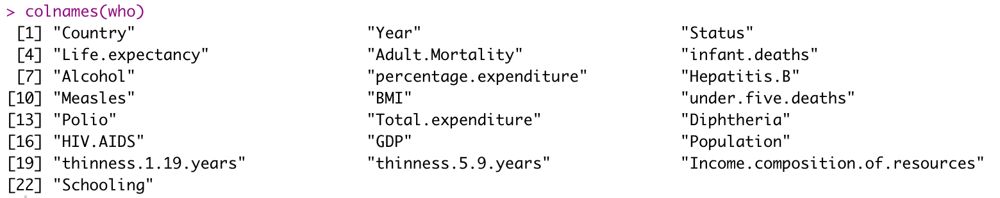 > colnames(who)
[1] "Country" "Year" "Status"
[4] "Life.expectancy" "Adult.Mortality" "infant.deaths"
[7] "Alcohol" "percentage.expenditure" "Hepatitis.B"
[10] "Measles" "BMI" "under.five.deaths"
[13] "Polio" "Total.expenditure" "Diphtheria"
[16] "HIV.AIDS" "GDP" "Population"
[19] "thinness.1.19.years" "thinness.5.9.years" "Income.composition.of.resources"
[22] "Schooling"